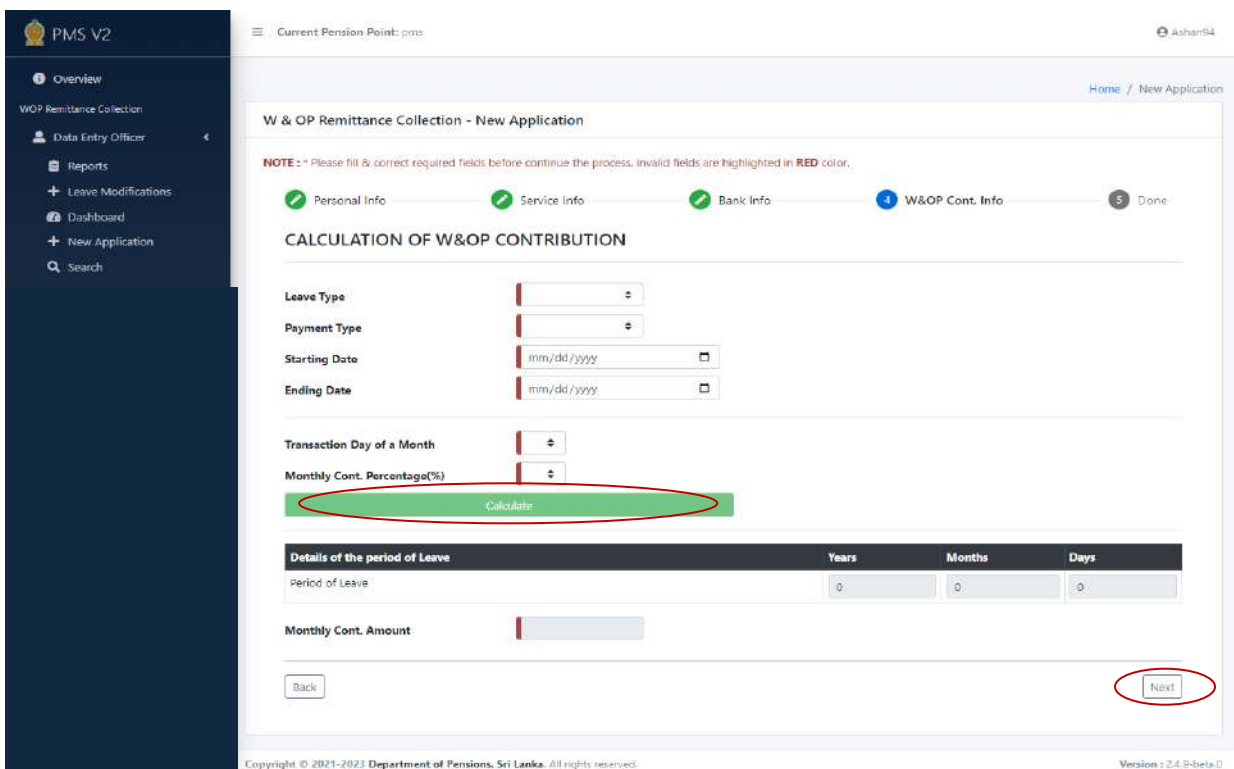 PMS V2
Current Pension Point: pms
Ashan94
Overview
WOP Remittance Collection
Data Entry Officer
Reports
Leave Modifications
Dashboard
New Application
Search
Home / New Application
W & OP Remittance Collection - New Application
NOTE : * Please fill & correct required fields before continue the process, invalid fields are highlighted in RED color.
Personal Info
Service Info
Bank Info
4 W&OP Cont. Info
5 Done
CALCULATION OF W&OP CONTRIBUTION
Leave Type
Payment Type
Starting Date mm/dd/yyyy
Ending Date mm/dd/yyyy
Transaction Day of a Month
Monthly Cont. Percentage(%)
Calculate
Details of the period of Leave Years Months Days
Period of Leave 0 0 0
Monthly Cont. Amount
Back Next
Copyright © 2021-2023 Department of Pensions, Sri Lanka. All rights reserved.
Version : 2.4.9-beta.0